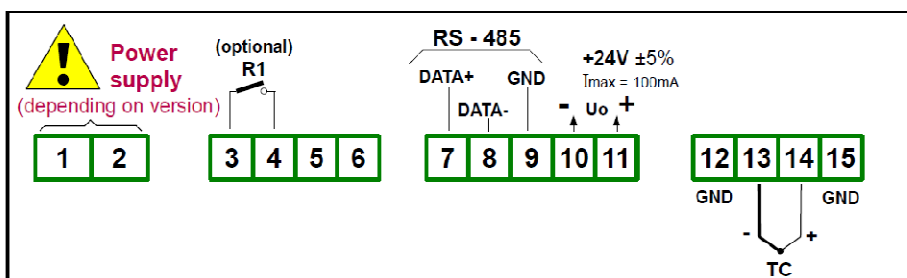 Power
supply
(depending on version)
(optional)
R1
RS - 485
DATA+
GND
DATA-
+24V ±5%
Imax = 100mA
- Uo +
1 2
3 4 5 6
7 8 9 10 11
12 13 14 15
GND
GND
- +
TC